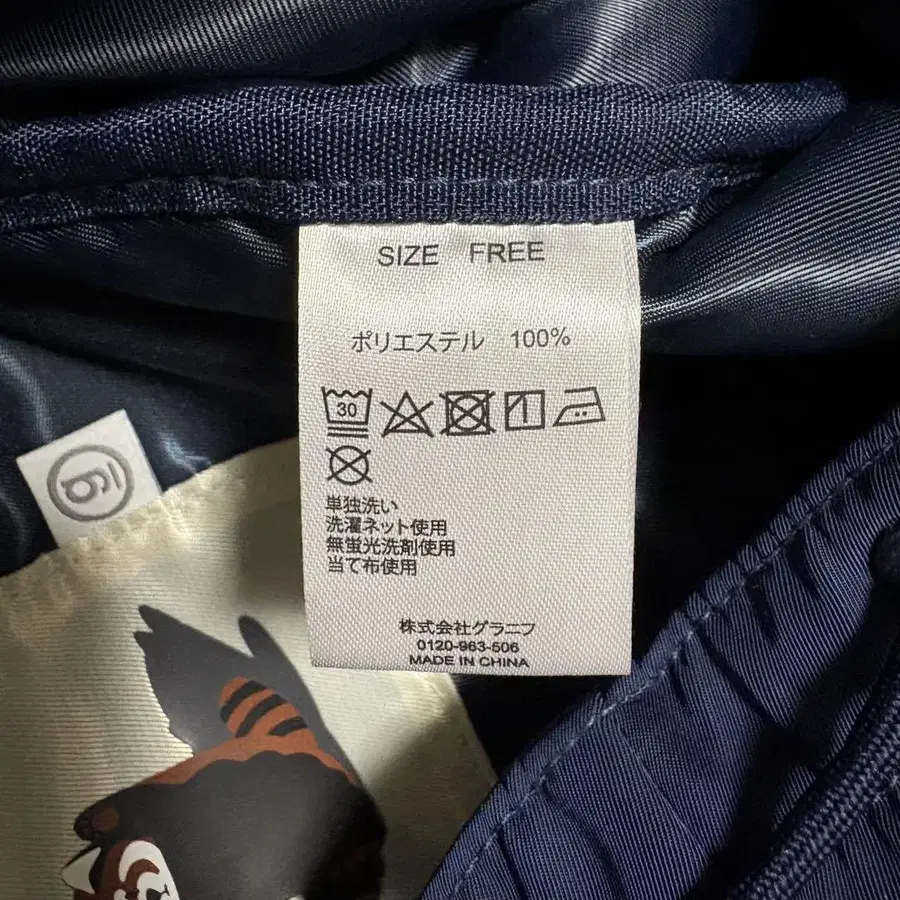 SIZE FREE
ポリエステル 100%
30
単独洗い
洗濯ネット使用
無蛍光洗剤使用
当て布使用
株式会社グラニフ
0120-963-506
MADE IN CHINA